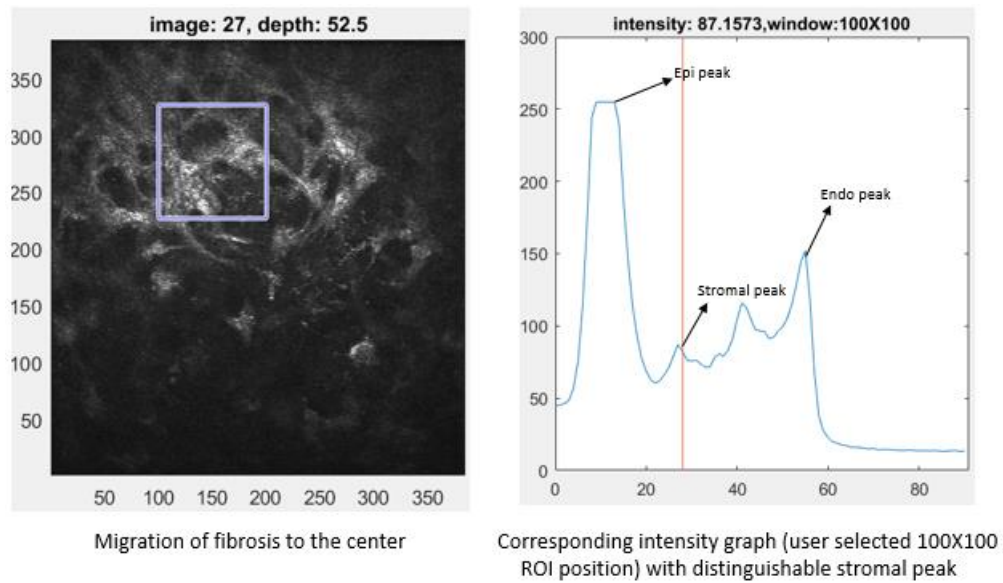 image: 27, depth: 52.5
350
300
250
200
150
100
50
50 100 150 200 250 300 350
Migration of fibrosis to the center
intensity: 87.1573,window:100X100
300
250
200
150
100
50
0
0 20 40 60 80
Epi peak
Endo peak
Stromal peak
Corresponding intensity graph (user selected 100X100
ROI position) with distinguishable stromal peak